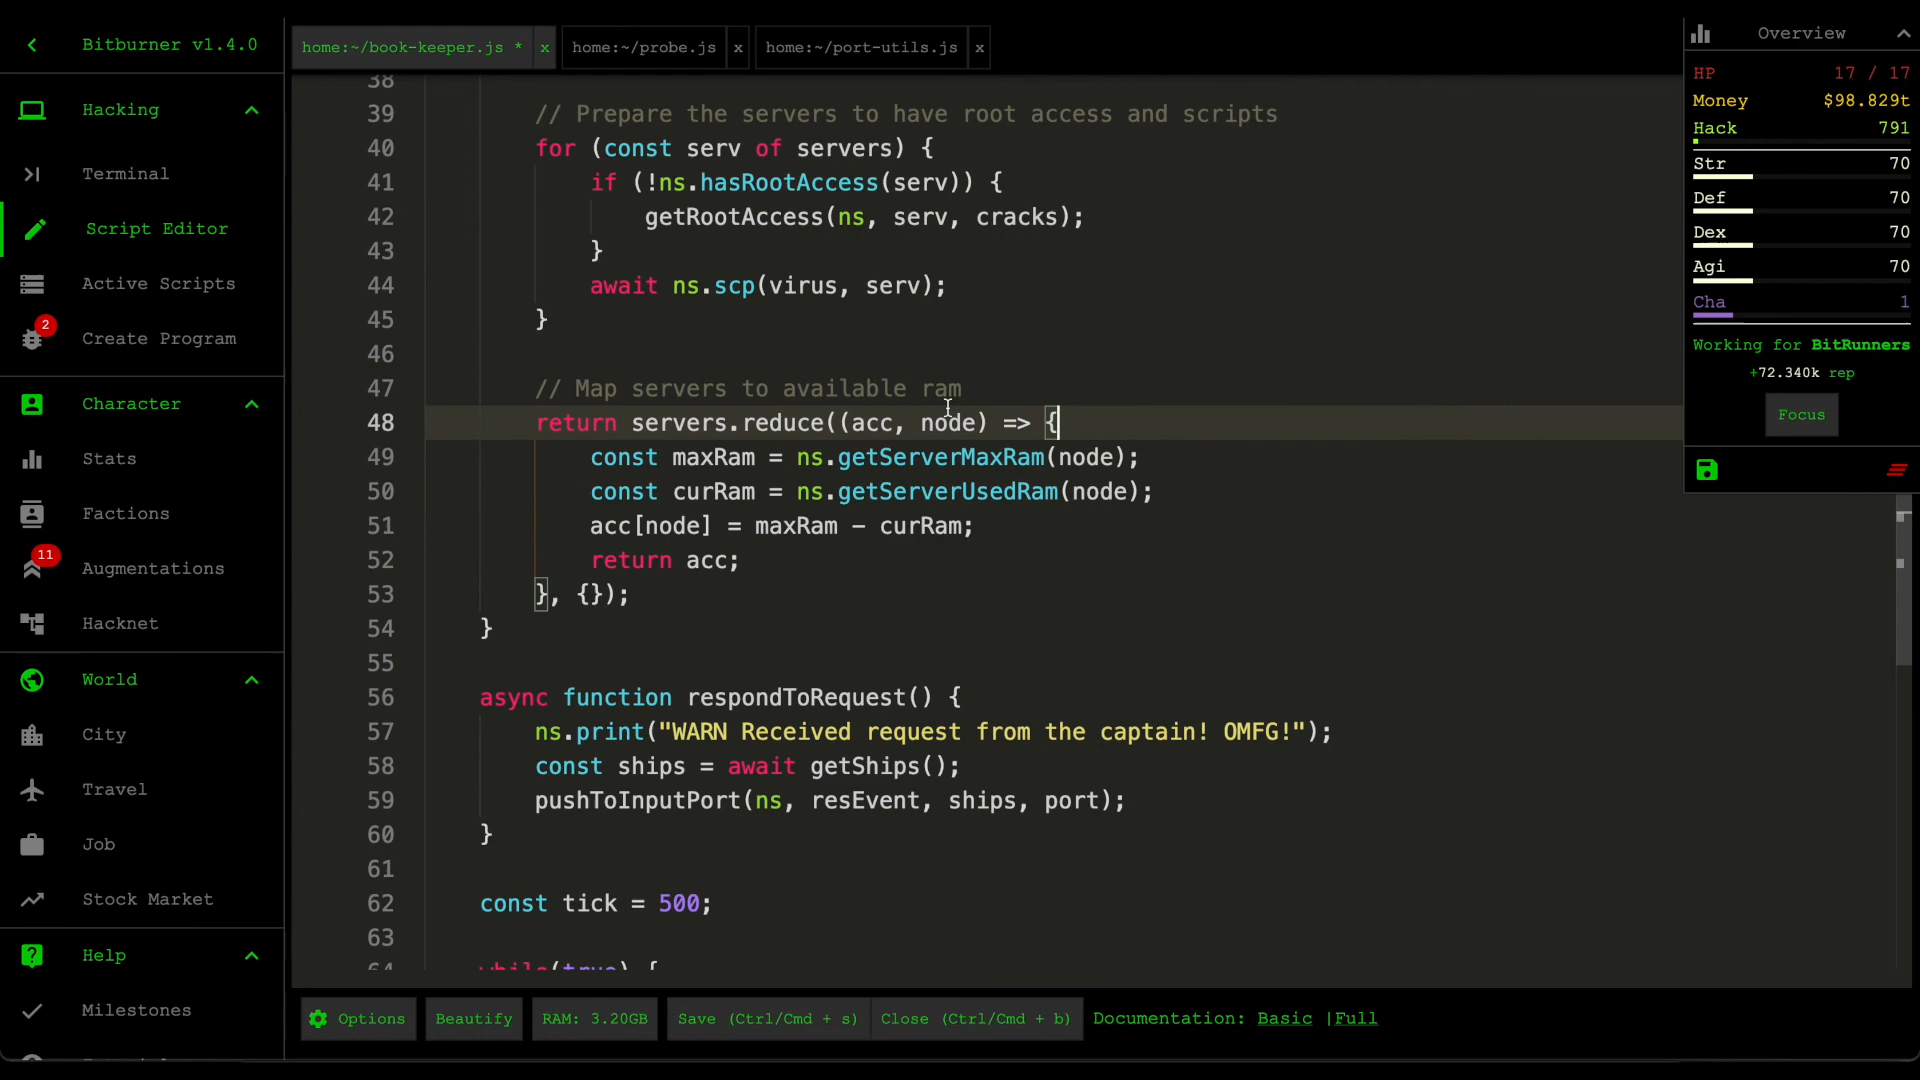 Bitburner v1.4.0
Hacking
Terminal
Script Editor
Active Scripts
2
Create Program
Character
Stats
Factions
11
Augmentations
Hacknet
World
City
Travel
Job
Stock Market
Help
Milestones
home:~/book-keeper.js * x
home:~/probe.js x
home:~/port-utils.js x
38
39 // Prepare the servers to have root access and scripts
40 for (const serv of servers) {
41 if (!ns.hasRootAccess(serv)) {
42 getRootAccess(ns, serv, cracks);
43 }
44 await ns.scp(virus, serv);
45 }
46
47 // Map servers to available ram
48 return servers.reduce((acc, node) => {
49 const maxRam = ns.getServerMaxRam(node);
50 const curRam = ns.getServerUsedRam(node);
51 acc[node] = maxRam - curRam;
52 return acc;
53 }, {});
54 }
55
56 async function respondToRequest() {
57 ns.print("WARN Received request from the captain! OMFG!");
58 const ships = await getShips();
59 pushToInputPort(ns, resEvent, ships, port);
60 }
61
62 const tick = 500;
63
64 while(true) {
Options
Beautify
RAM: 3.20GB
Save (Ctrl/Cmd + s)
Close (Ctrl/Cmd + b)
Documentation: Basic |Full
Overview
HP 17 / 17
Money $98.829t
Hack 791
Str 70
Def 70
Dex 70
Agi 70
Cha 1
Working for BitRunners
+72.340k rep
Focus